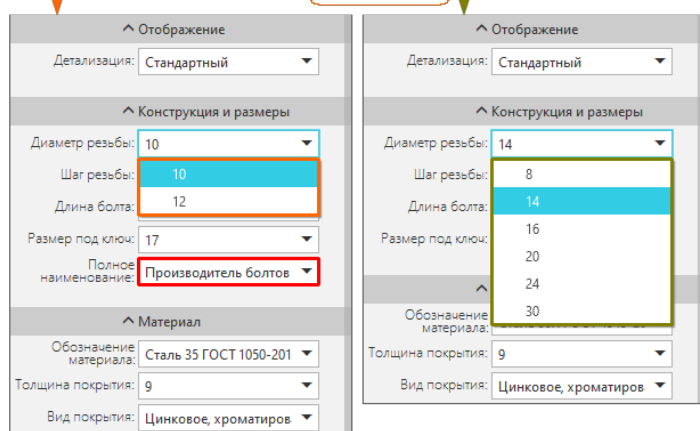 Отображение
Детализация: Стандартный
Конструкция и размеры
Диаметр резьбы: 10
Шаг резьбы:
10
Длина болта:
12
Размер под ключ: 17
Полное
наименование: Производитель болтов
Материал
Обозначение
материала: Сталь 35 ГОСТ 1050-201
Толщина покрытия: 9
Вид покрытия: Цинковое, хроматиров
Отображение
Детализация: Стандартный
Конструкция и размеры
Диаметр резьбы: 14
Шаг резьбы:
8
Длина болта:
14
16
Размер под ключ:
20
24
30
Обозначение
материала:
Толщина покрытия: 9
Вид покрытия: Цинковое, хроматиров